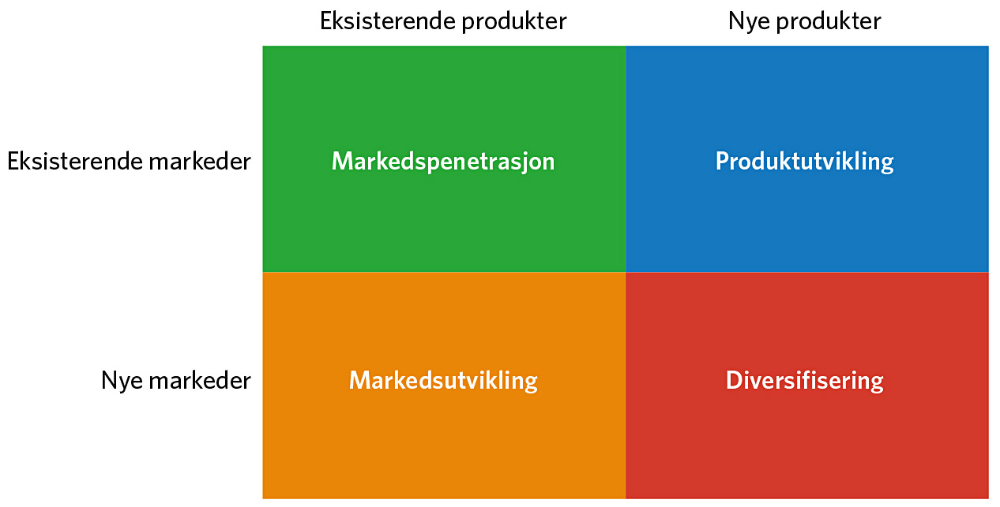 Eksisterende produkter
Nye produkter
Eksisterende markeder
Markedspenetrasjon
Produktutvikling
Nye markeder
Markedsutvikling
Diversifisering